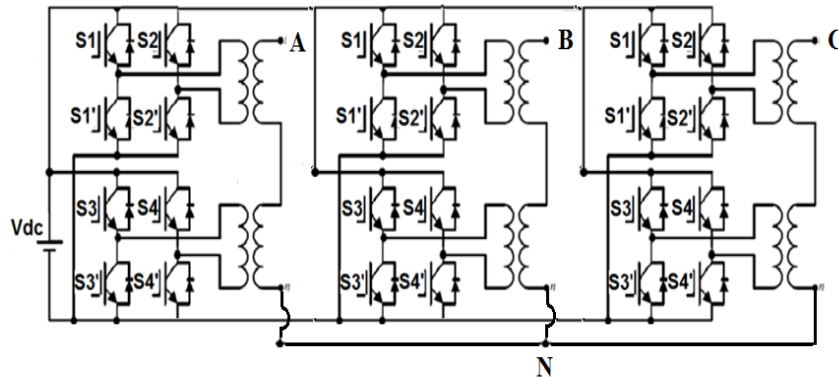 S1 S2 A S1 S2 B S1 S2 C
S1' S2' S1' S2' S1' S2'
Vdc
S3 S4 S3 S4 S3 S4
S3' S4' n S3' S4' n S3' S4' n
N